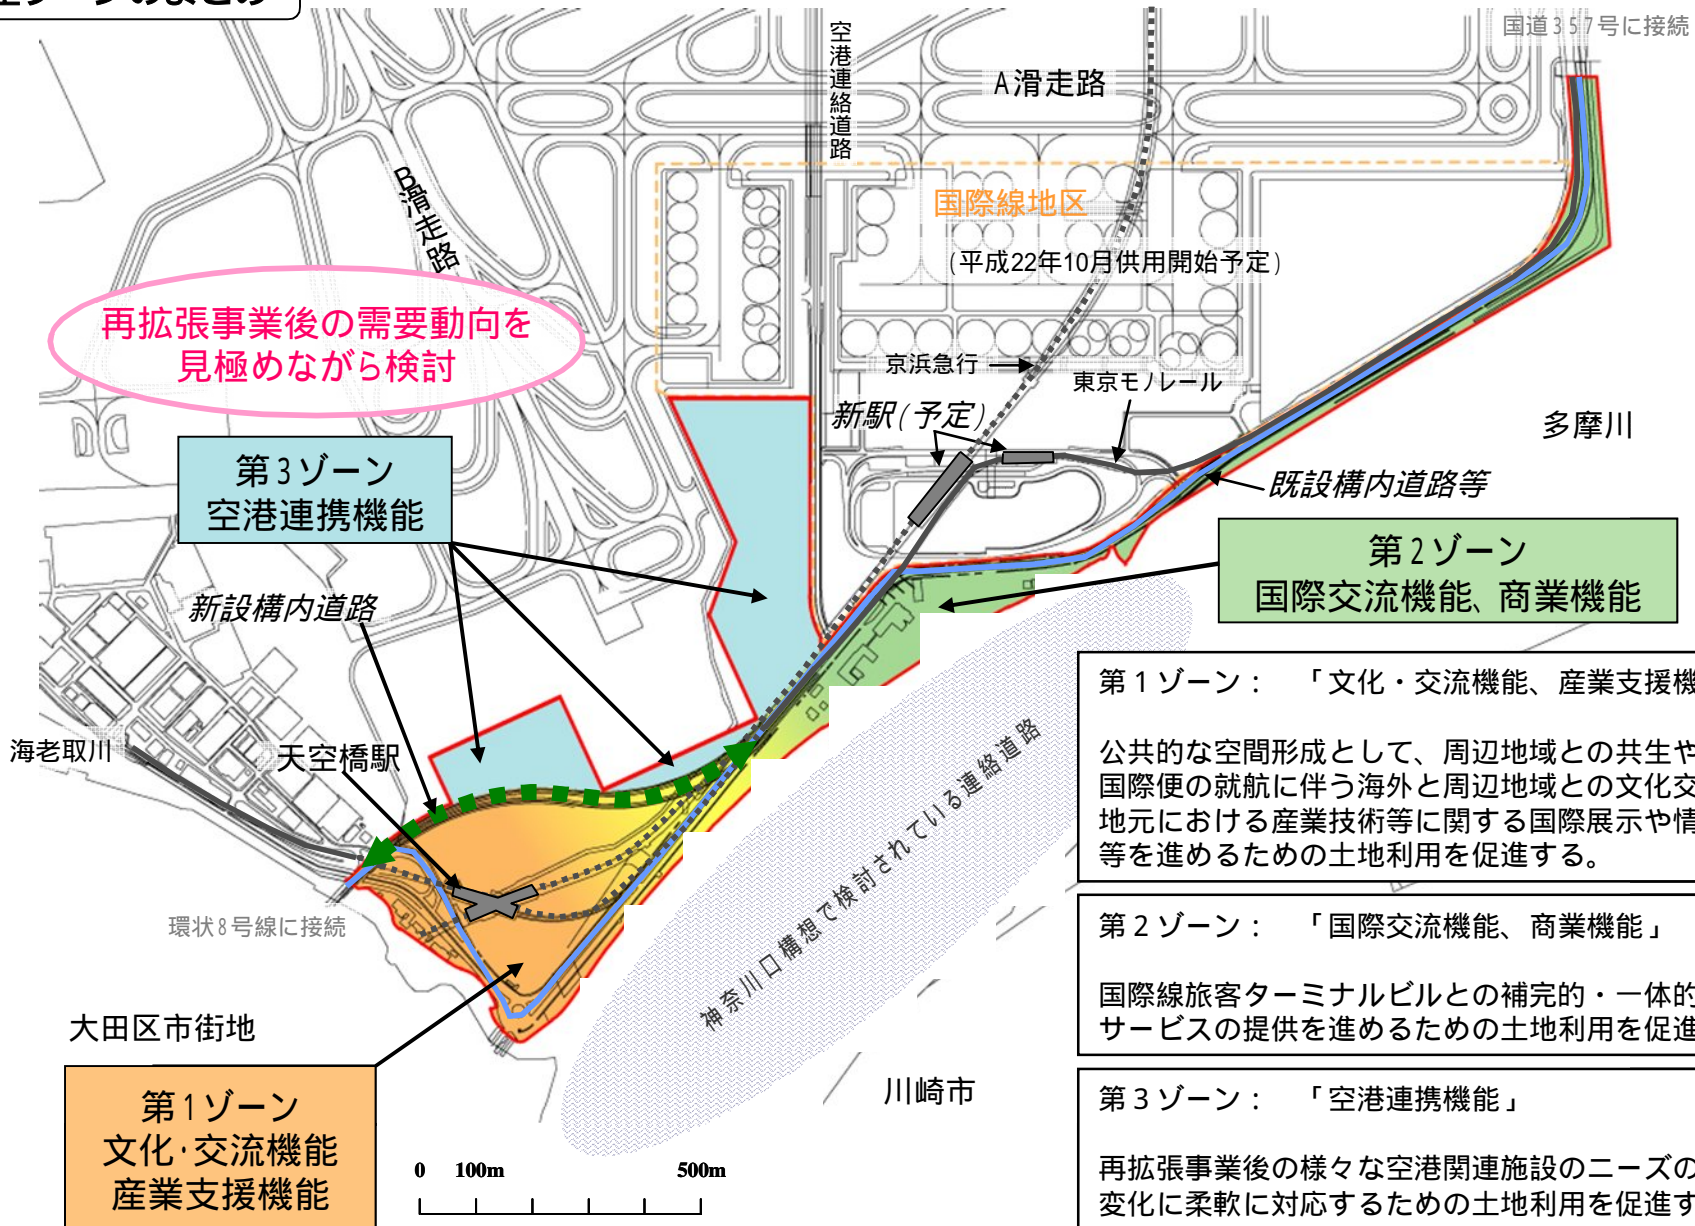 のまとめ
国道357号に接続
空港連絡道路
A滑走路
B滑走路
国際線地区
(平成22年10月供用開始予定)
再拡張事業後の需要動向を
見極めながら検討
京浜急行
東京モノレール
新駅(予定)
多摩川
第3ゾーン
空港連携機能
既設構内道路等
第2ゾーン
国際交流機能、商業機能
新設構内道路
海老取川
天空橋駅
神奈川口構想で検討されている連絡道路
環状8号線に接続
大田区市街地
川崎市
第1ゾーン
文化・交流機能
産業支援機能
0 100m 500m
第1ゾーン： 「文化・交流機能、産業支援機
公共的な空間形成として、周辺地域との共生や
国際便の就航に伴う海外と周辺地域との文化交
地元における産業技術等に関する国際展示や情
等を進めるための土地利用を促進する。
第2ゾーン： 「国際交流機能、商業機能」
国際線旅客ターミナルビルとの補完的・一体的
サービスの提供を進めるための土地利用を促進
第3ゾーン： 「空港連携機能」
再拡張事業後の様々な空港関連施設のニーズの
変化に柔軟に対応するための土地利用を促進す